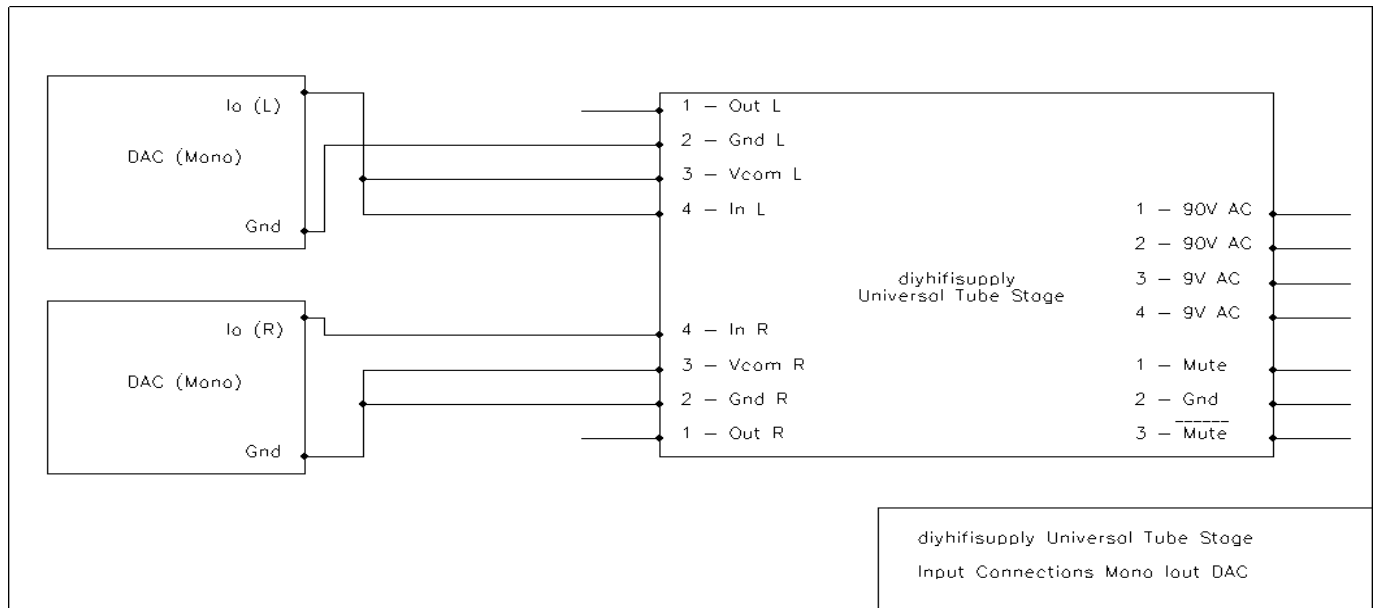 Io (L)
DAC (Mono)
Gnd
Io (R)
DAC (Mono)
Gnd
1 – Out L
2 – Gnd L
3 – Vcom L
4 – In L
4 – In R
3 – Vcom R
2 – Gnd R
1 – Out R
diyhifisupply
Universal Tube Stage
1 – 90V AC
2 – 90V AC
3 – 9V AC
4 – 9V AC
1 – Mute
2 – Gnd
3 – Mute
diyhifisupply Universal Tube Stage
Input Connections Mono Iout DAC